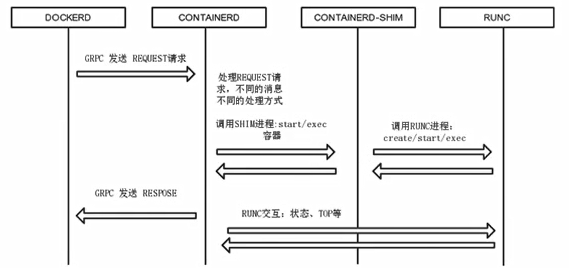 DOCKERD
CONTAINERD
CONTAINERD-SHIM
RUNC
GRPC 发送 REQUEST请求
处理REQUEST请
求，不同的消息
不同的处理方式
调用SHIM进程:start/exec
容器
调用RUNC进程：
create/start/exec
GRPC 发送 RESPOSE
RUNC交互：状态、TOP等